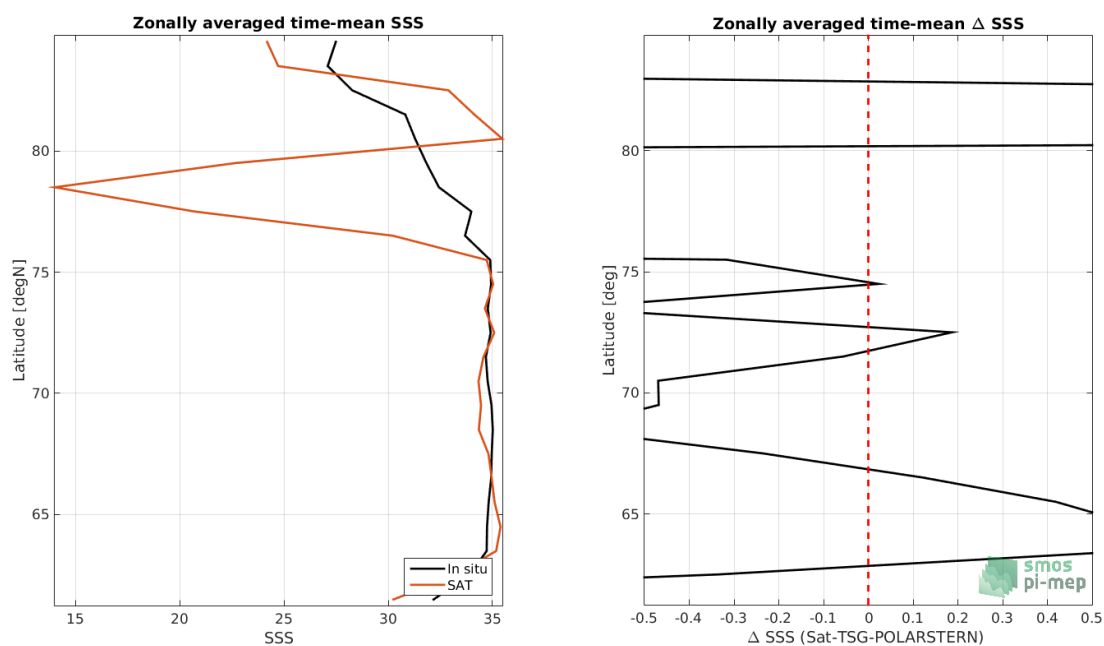 Zonally averaged time-mean SSS
80
75
70
65
Latitude [degN]
In situ
SAT
15 20 25 30 35
SSS
Zonally averaged time-mean Δ SSS
80
75
70
65
Latitude [deg]
smos
pi-mep
-0.5 -0.4 -0.3 -0.2 -0.1 0 0.1 0.2 0.3 0.4 0.5
Δ SSS (Sat-TSG-POLARSTERN)